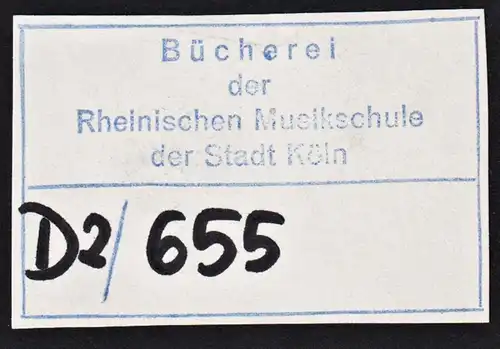 Bücherei
der
Rheinischen Musikschule
der Stadt Köln
D2/655